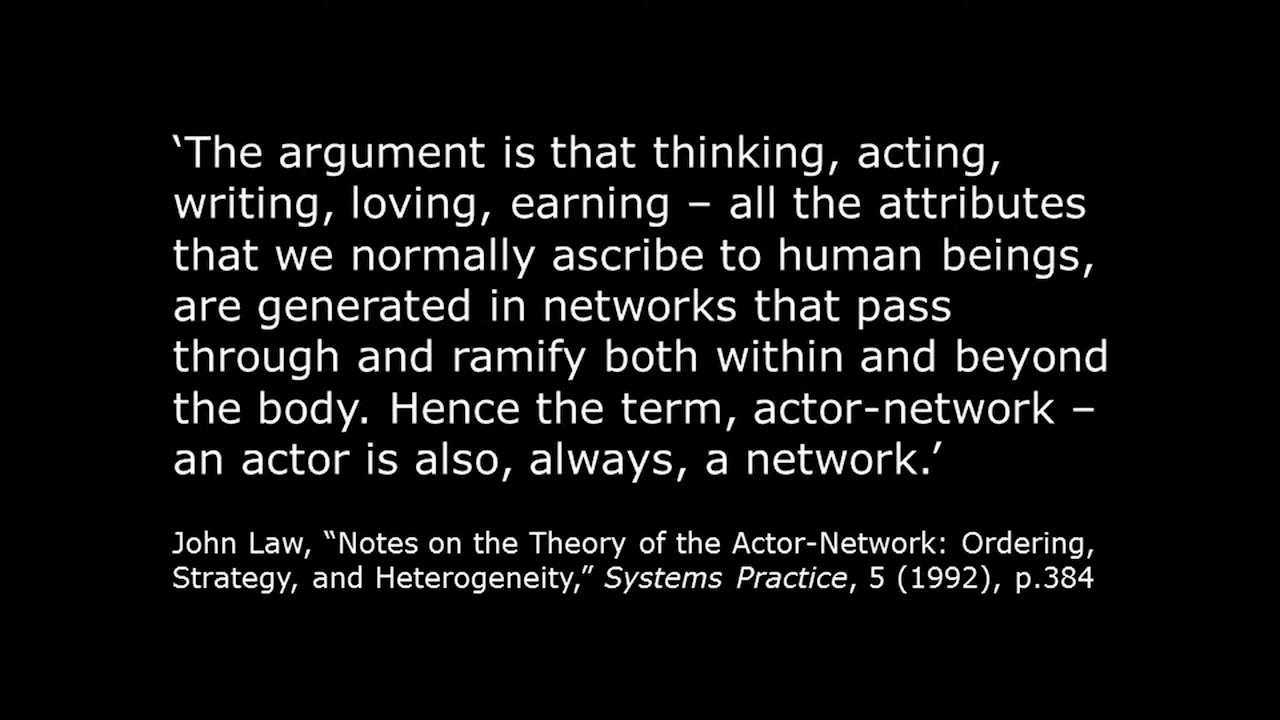 ‘The argument is that thinking, acting,
writing, loving, earning – all the attributes
that we normally ascribe to human beings,
are generated in networks that pass
through and ramify both within and beyond
the body. Hence the term, actor-network –
an actor is also, always, a network.’
John Law, “Notes on the Theory of the Actor-Network: Ordering,
Strategy, and Heterogeneity,” Systems Practice, 5 (1992), p.384